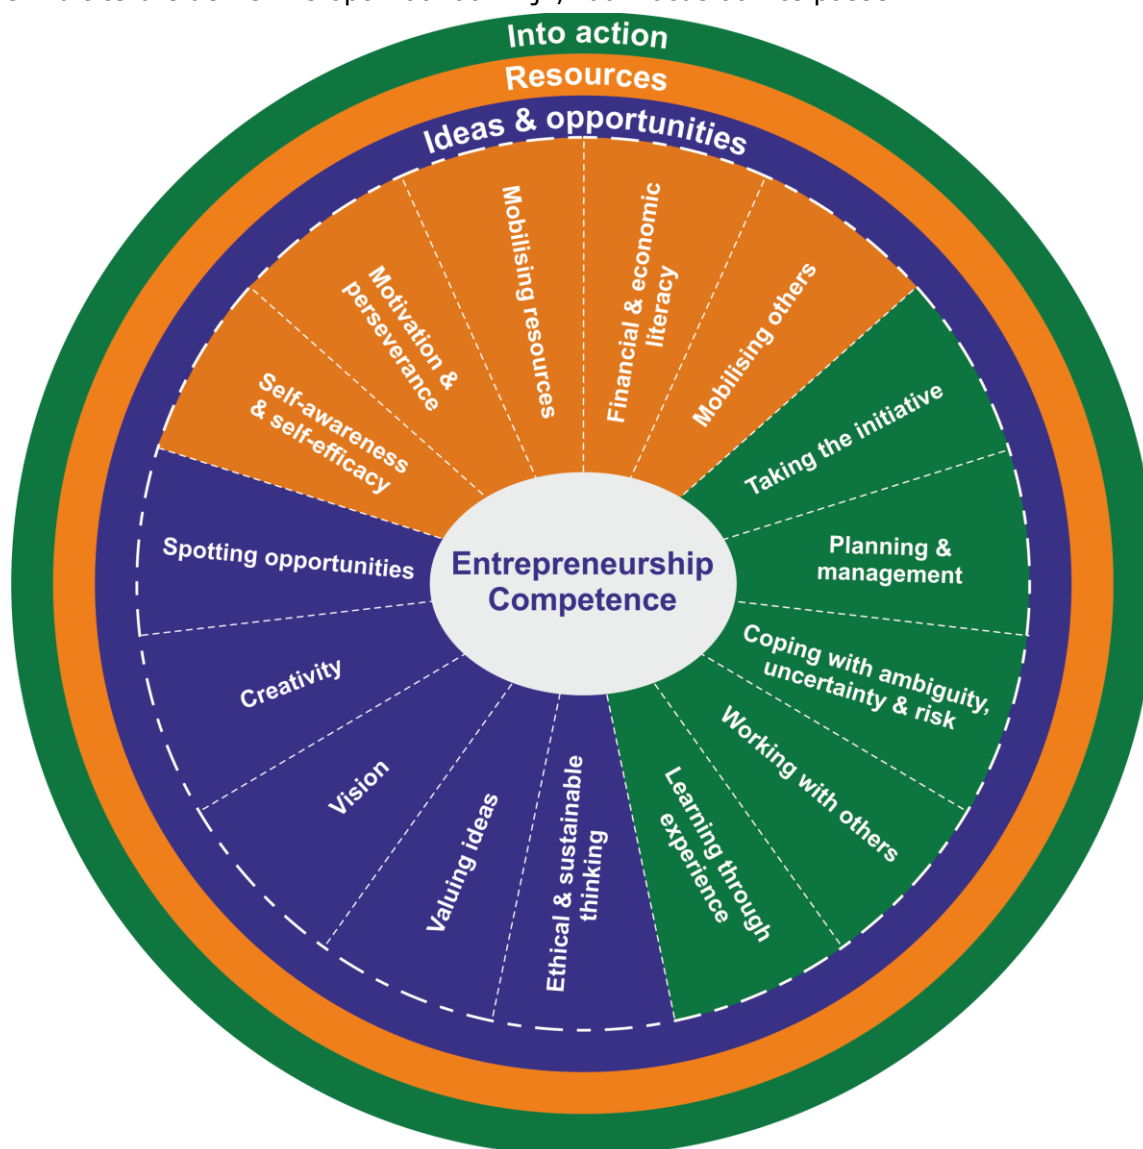 Into action
Resources
Ideas & opportunities
Self-awareness
& self-efficacy
Motivation &
perseverance
Mobilising resources
Financial & economic
literacy
Mobilising others
Taking the initiative
Planning &
management
Coping with ambiguity,
uncertainty & risk
Working with others
Learning through
experience
Ethical & sustainable
thinking
Valuing ideas
Vision
Creativity
Spotting opportunities
Entrepreneurship
Competence